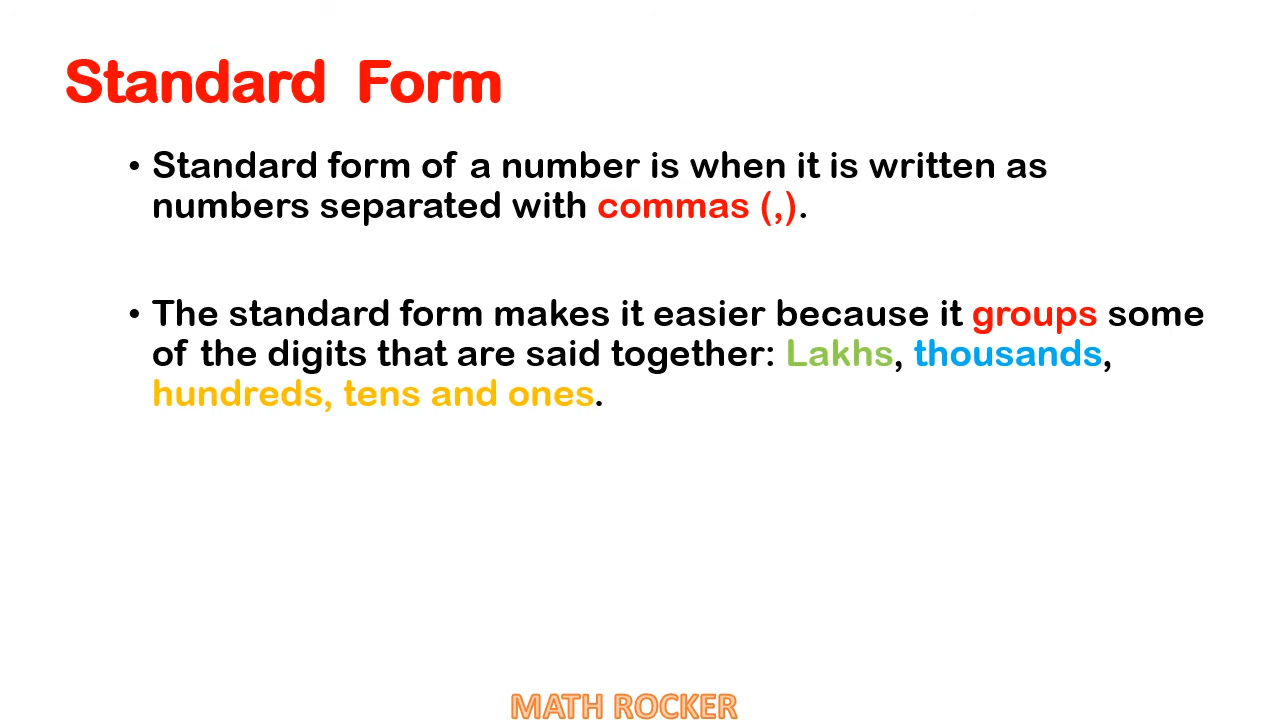 Standard Form
• Standard form of a number is when it is written as
numbers separated with commas (,).
• The standard form makes it easier because it groups some
of the digits that are said together: Lakhs, thousands,
hundreds, tens and ones.
MATH ROCKER